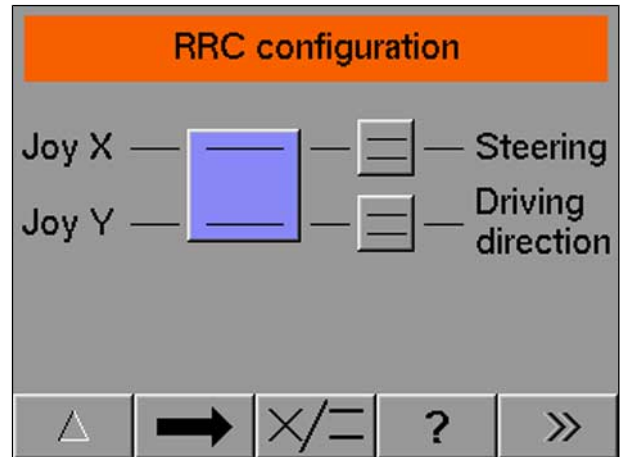 RRC configuration
Joy X
Steering
Joy Y
Driving
direction
?